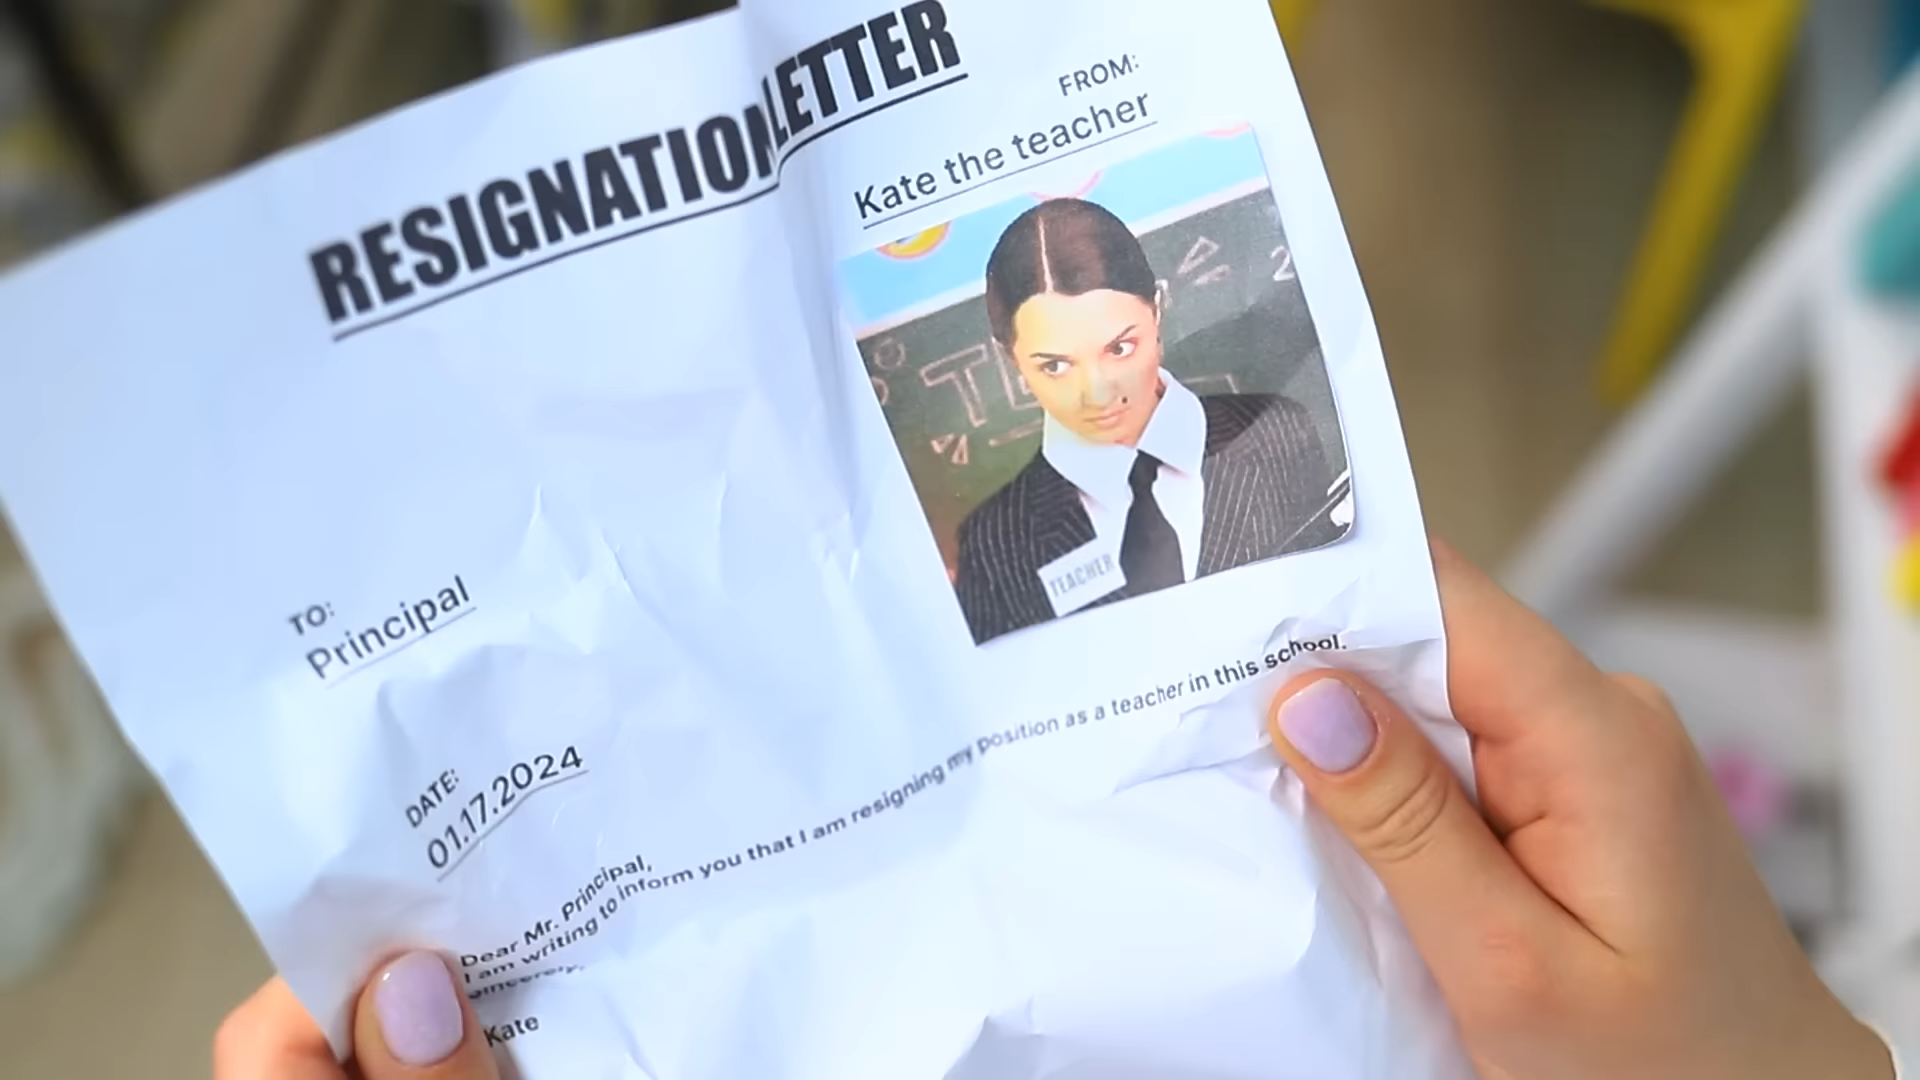 RESIGNATION LETTER
FROM:
Kate the teacher
TEACHER
TO:
Principal
DATE:
01.17.2024
Dear Mr. Principal,
I am writing to inform you that I am resigning my position as a teacher in this school.
Sincerely,
Kate